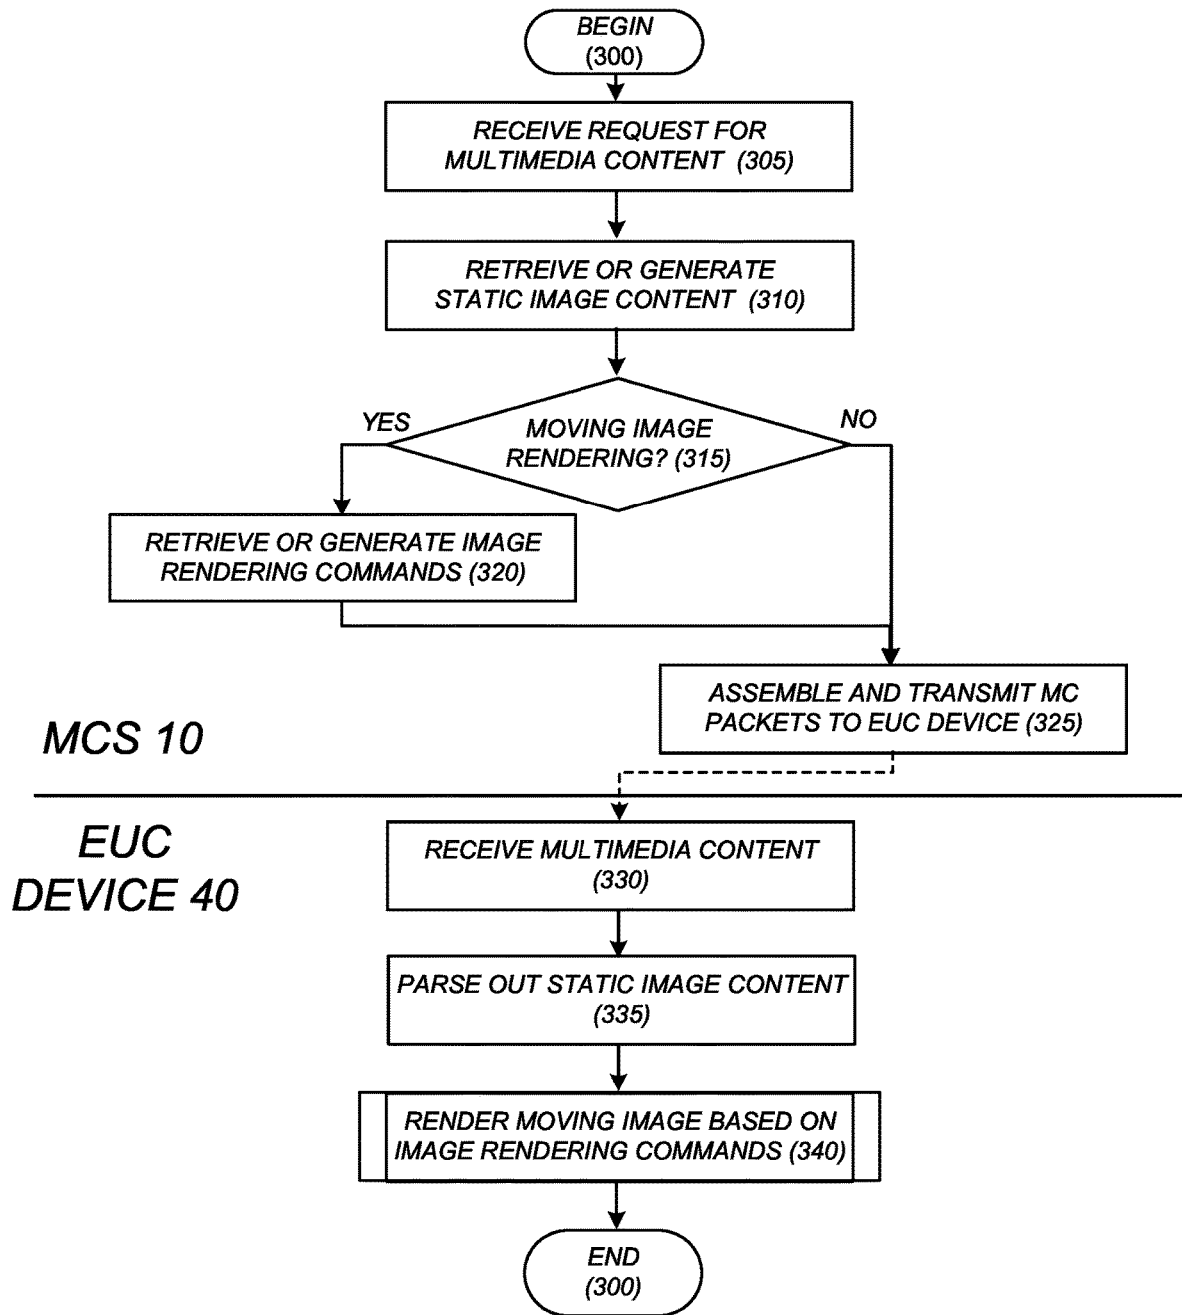 BEGIN
(300)
RECEIVE REQUEST FOR
MULTIMEDIA CONTENT (305)
RETREIVE OR GENERATE
STATIC IMAGE CONTENT (310)
YES
MOVING IMAGE
RENDERING? (315)
NO
RETRIEVE OR GENERATE IMAGE
RENDERING COMMANDS (320)
ASSEMBLE AND TRANSMIT MC
PACKETS TO EUC DEVICE (325)
MCS 10
EUC
DEVICE 40
RECEIVE MULTIMEDIA CONTENT
(330)
PARSE OUT STATIC IMAGE CONTENT
(335)
RENDER MOVING IMAGE BASED ON
IMAGE RENDERING COMMANDS (340)
END
(300)